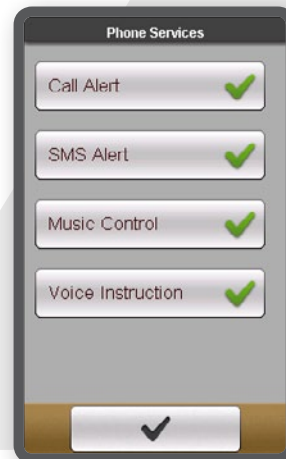 Phone Services
Call Alert
SMS Alert
Music Control
Voice Instruction